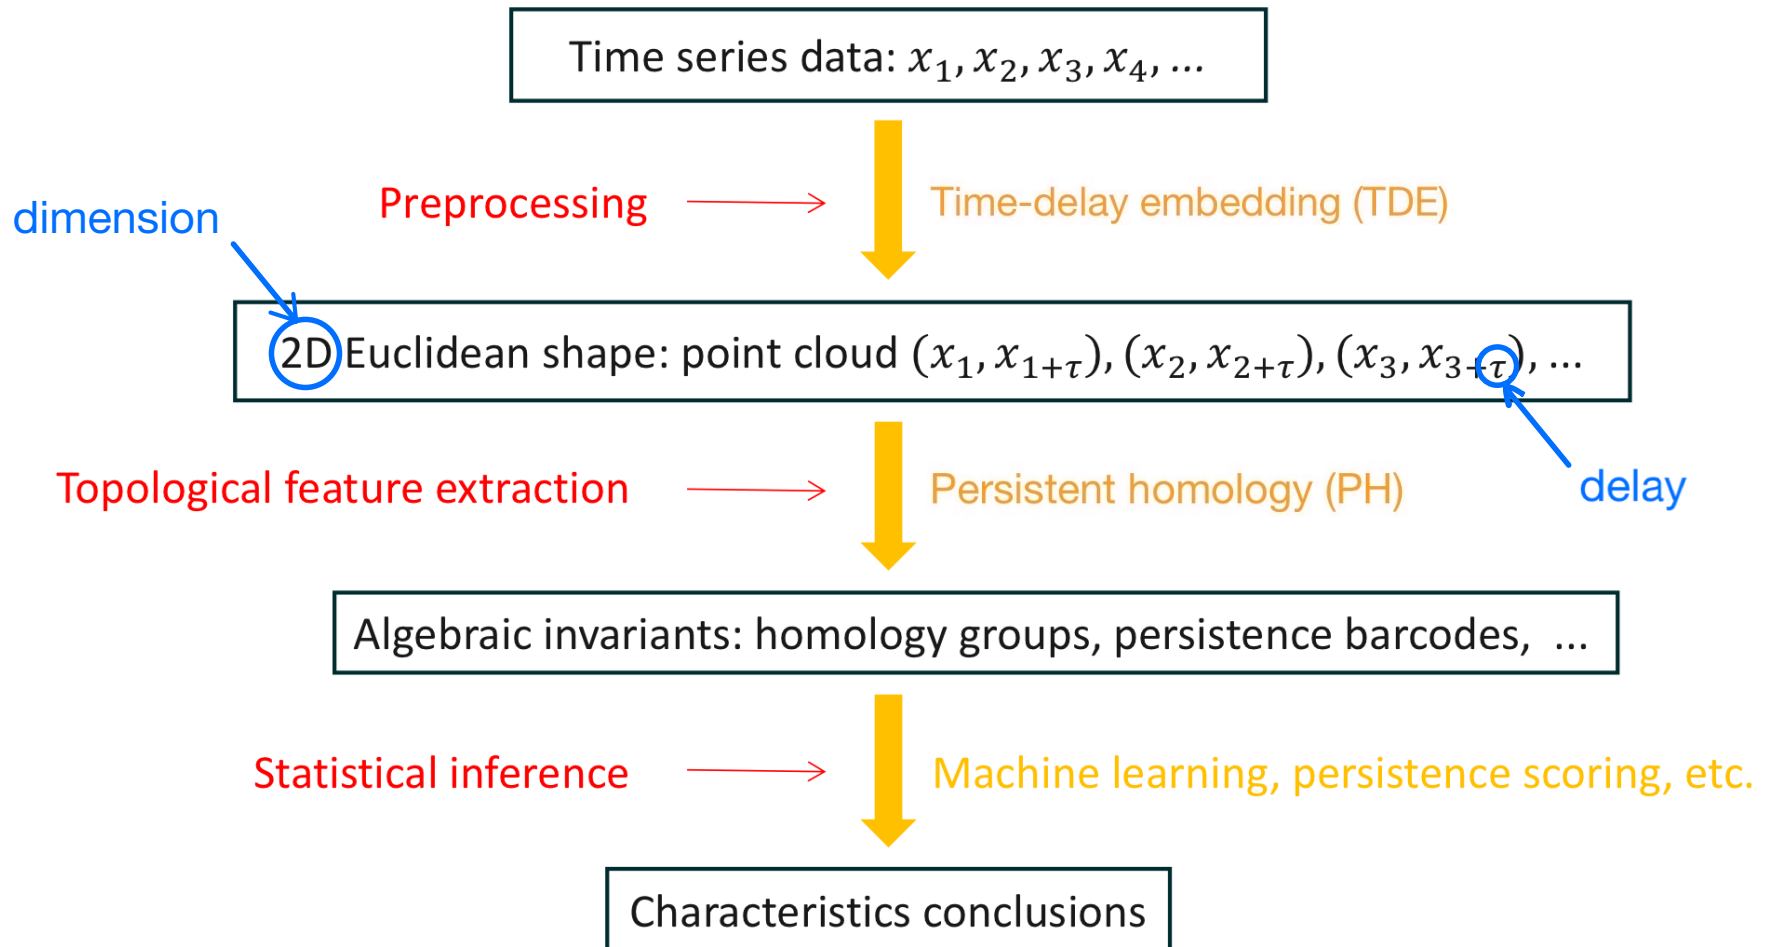 Time series data: x₁, x₂, x₃, x₄, ...
Preprocessing Time-delay embedding (TDE)
dimension
2D Euclidean shape: point cloud (x₁, x₁₊τ), (x₂, x₂₊τ), (x₃, x₃₊τ), ...
Topological feature extraction Persistent homology (PH)
delay
Algebraic invariants: homology groups, persistence barcodes, ...
Statistical inference Machine learning, persistence scoring, etc.
Characteristics conclusions